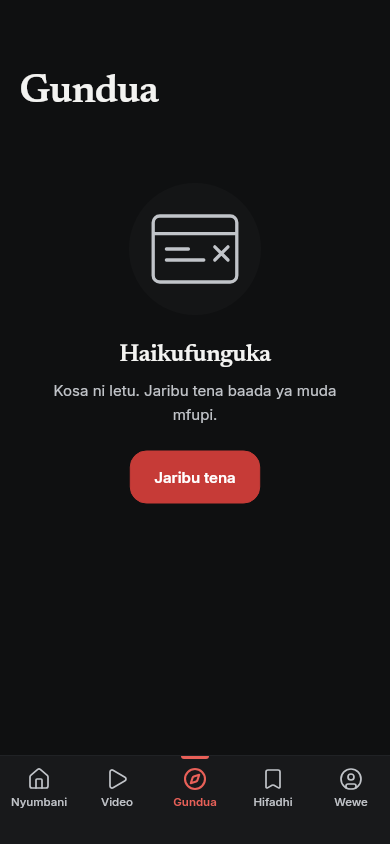 Gundua
Haikufunguka
Kosa ni letu. Jaribu tena baada ya muda
mfupi.
Jaribu tena
Nyumbani
Video
Gundua
Hifadhi
Wewe